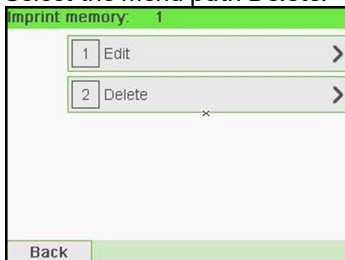 Select the menu path Delete.
Imprint memory: 1
1 Edit
2 Delete
Back